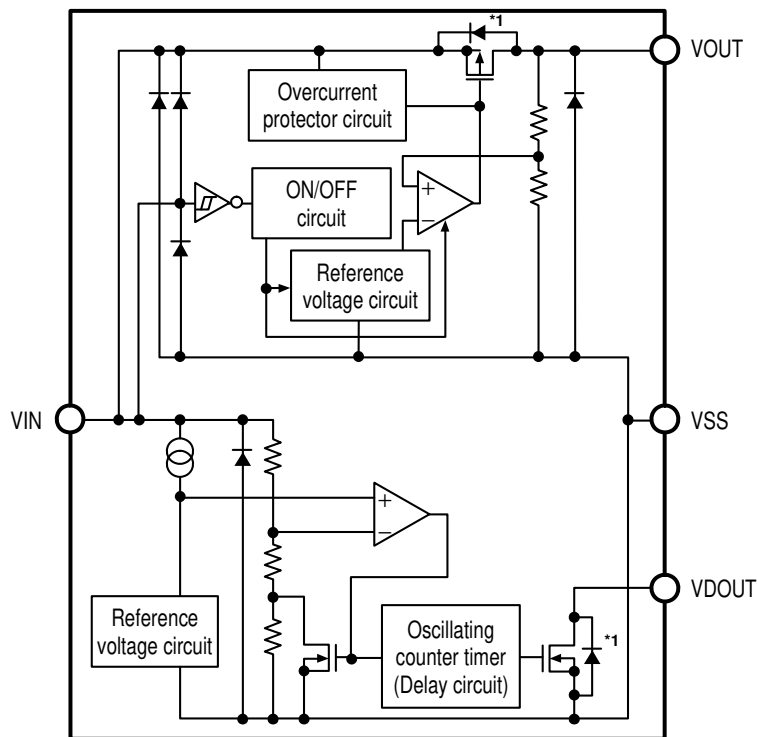 *1
VOUT
Overcurrent
protector circuit
ON/OFF
circuit
+
−
Reference
voltage circuit
VIN
VSS
+
−
VDOUT
Reference
voltage circuit
Oscillating
counter timer
(Delay circuit)
*1